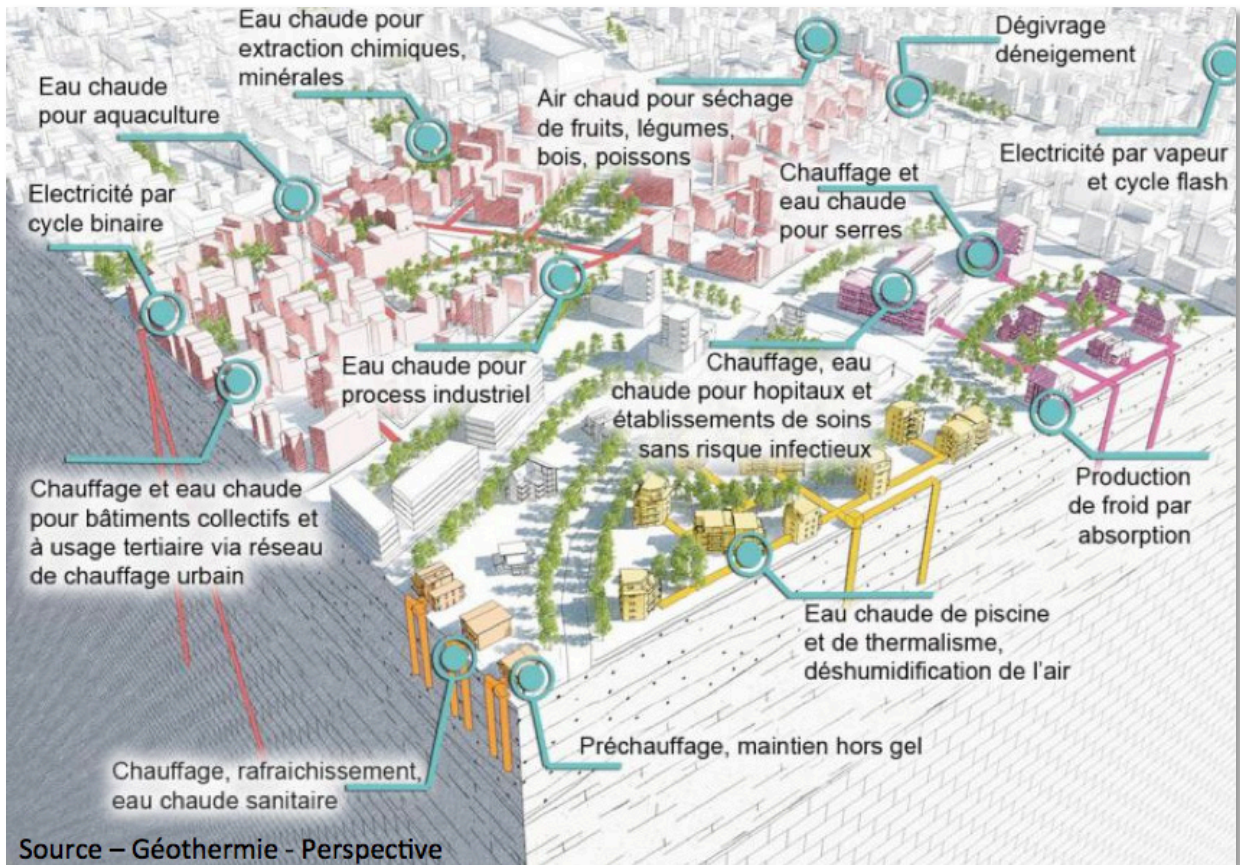 Eau chaude pour
extraction chimiques,
minérales
Dégivrage
déneigement
Eau chaude
pour aquaculture
Air chaud pour séchage
de fruits, légumes,
bois, poissons
Electricité par vapeur
et cycle flash
Electricité par
cycle binaire
Chauffage et
eau chaude
pour serres
Eau chaude pour
process industriel
Chauffage, eau
chaude pour hopitaux et
établissements de soins
sans risque infectieux
Chauffage et eau chaude
pour bâtiments collectifs et
à usage tertiaire via réseau
de chauffage urbain
Production
de froid par
absorption
Eau chaude de piscine
et de thermalisme,
déshumidification de l'air
Préchauffage, maintien hors gel
Chauffage, rafraichissement,
eau chaude sanitaire
Source – Géothermie - Perspective